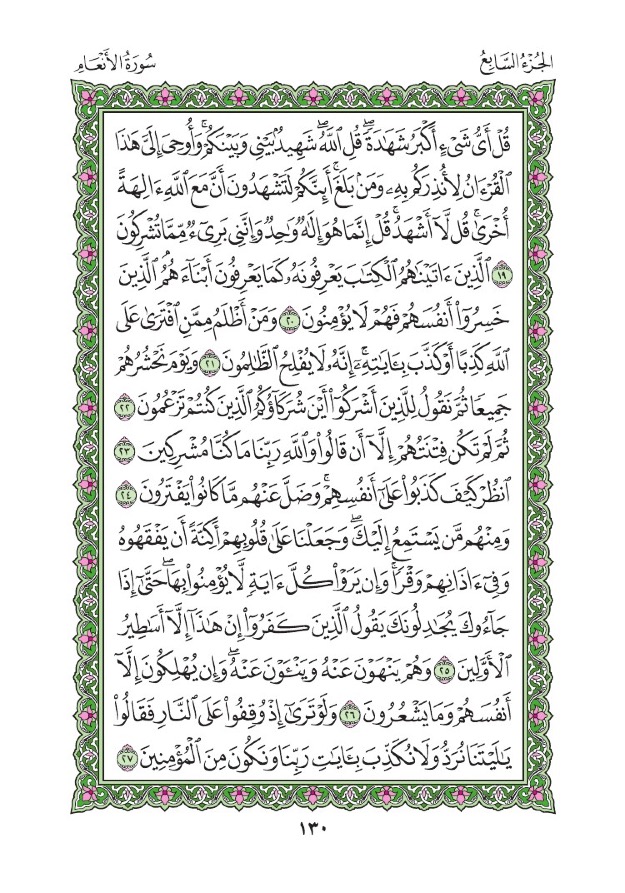 الجُزْءُ السَّابِعُ
سُورَةُ الأَنْعَامِ
قُلْ أَىُّ شَىْءٍ أَكْبَرُ شَهَٰدَةً ۖ قُلِ ٱللَّهُ ۖ شَهِيدٌۢ بَيْنِى وَبَيْنَكُمْ ۚ وَأُوحِىَ إِلَىَّ هَٰذَا
ٱلْقُرْءَانُ لِأُنذِرَكُم بِهِۦ وَمَنۢ بَلَغَ ۚ أَئِنَّكُمْ لَتَشْهَدُونَ أَنَّ مَعَ ٱللَّهِ ءَالِهَةً
أُخْرَىٰ ۚ قُل لَّآ أَشْهَدُ ۚ قُلْ إِنَّمَا هُوَ إِلَٰهٌ وَٰحِدٌ وَإِنَّنِى بَرِىٓءٌ مِّمَّا تُشْرِكُونَ
١٩ ٱلَّذِينَ ءَاتَيْنَٰهُمُ ٱلْكِتَٰبَ يَعْرِفُونَهُۥ كَمَا يَعْرِفُونَ أَبْنَآءَهُمُ ۘ ٱلَّذِينَ
خَسِرُوٓا۟ أَنفُسَهُمْ فَهُمْ لَا يُؤْمِنُونَ ٢٠ وَمَنْ أَظْلَمُ مِمَّنِ ٱفْتَرَىٰ عَلَى
ٱللَّهِ كَذِبًا أَوْ كَذَّبَ بِـَٔايَٰتِهِۦٓ ۗ إِنَّهُۥ لَا يُفْلِحُ ٱلظَّٰلِمُونَ ٢١ وَيَوْمَ نَحْشُرُهُمْ
جَمِيعًا ثُمَّ نَقُولُ لِلَّذِينَ أَشْرَكُوٓا۟ أَيْنَ شُرَكَآؤُكُمُ ٱلَّذِينَ كُنتُمْ تَزْعُمُونَ ٢٢
ثُمَّ لَمْ تَكُن فِتْنَتُهُمْ إِلَّآ أَن قَالُوا۟ وَٱللَّهِ رَبِّنَا مَا كُنَّا مُشْرِكِينَ ٢٣
ٱنظُرْ كَيْفَ كَذَبُوا۟ عَلَىٰٓ أَنفُسِهِمْ ۚ وَضَلَّ عَنْهُم مَّا كَانُوا۟ يَفْتَرُونَ ٢٤
وَمِنْهُم مَّن يَسْتَمِعُ إِلَيْكَ ۖ وَجَعَلْنَا عَلَىٰ قُلُوبِهِمْ أَكِنَّةً أَن يَفْقَهُوهُ
وَفِىٓ ءَاذَانِهِمْ وَقْرًا ۚ وَإِن يَرَوْا۟ كُلَّ ءَايَةٍ لَّا يُؤْمِنُوا۟ بِهَا ۚ حَتَّىٰٓ إِذَا
جَآءُوكَ يُجَٰدِلُونَكَ يَقُولُ ٱلَّذِينَ كَفَرُوٓا۟ إِنْ هَٰذَآ إِلَّآ أَسَٰطِيرُ
ٱلْأَوَّلِينَ ٢٥ وَهُمْ يَنْهَوْنَ عَنْهُ وَيَنْـَٔوْنَ عَنْهُ ۖ وَإِن يُهْلِكُونَ إِلَّآ
أَنفُسَهُمْ وَمَا يَشْعُرُونَ ٢٦ وَلَوْ تَرَىٰٓ إِذْ وُقِفُوا۟ عَلَى ٱلنَّارِ فَقَالُوا۟
يَٰلَيْتَنَا نُرَدُّ وَلَا نُكَذِّبَ بِـَٔايَٰتِ رَبِّنَا وَنَكُونَ مِنَ ٱلْمُؤْمِنِينَ ٢٧
١٣٠